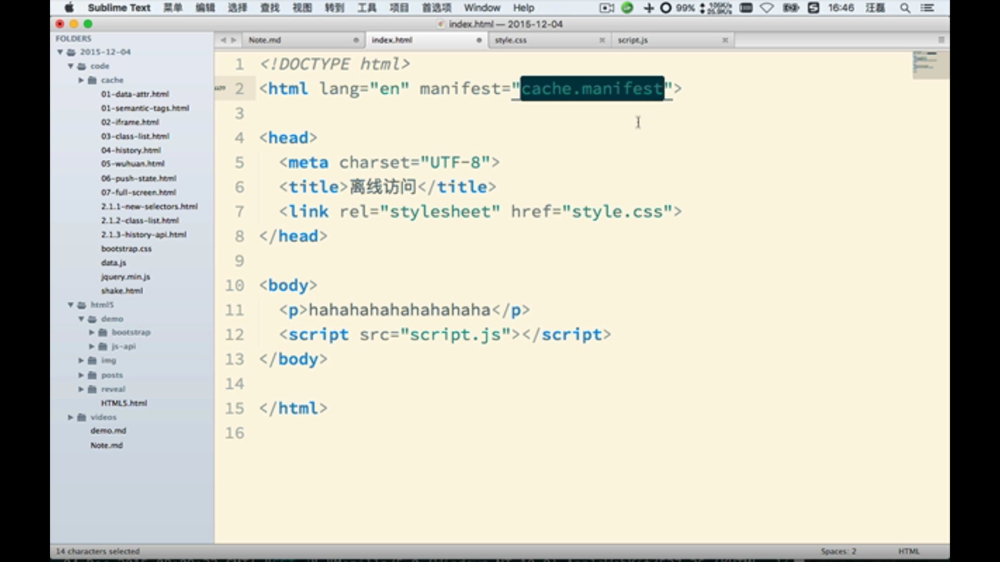 Sublime Text 菜单 编辑 选择 查找 视图 转到 工具 项目 首选项 Window Help 99% 16:46 汪磊
index.html — 2015-12-04
FOLDERS
2015-12-04
code
cache
01-data-attr.html
01-semantic-tags.html
02-iframe.html
03-class-list.html
04-history.html
05-wuhuan.html
06-push-state.html
07-full-screen.html
2.1.1-new-selectors.html
2.1.2-class-list.html
2.1.3-history-api.html
bootstrap.css
data.js
jquery.min.js
shake.html
html5
demo
bootstrap
js-api
img
posts
reveal
HTML5.html
videos
demo.md
Note.md
Note.md index.html style.css script.js
1 <!DOCTYPE html>
2 <html lang="en" manifest="cache.manifest">
3
4 <head>
5 <meta charset="UTF-8">
6 <title>离线访问</title>
7 <link rel="stylesheet" href="style.css">
8 </head>
9
10 <body>
11 <p>hahahahahahahahaha</p>
12 <script src="script.js"></script>
13 </body>
14
15 </html>
16
14 characters selected Spaces: 2 HTML